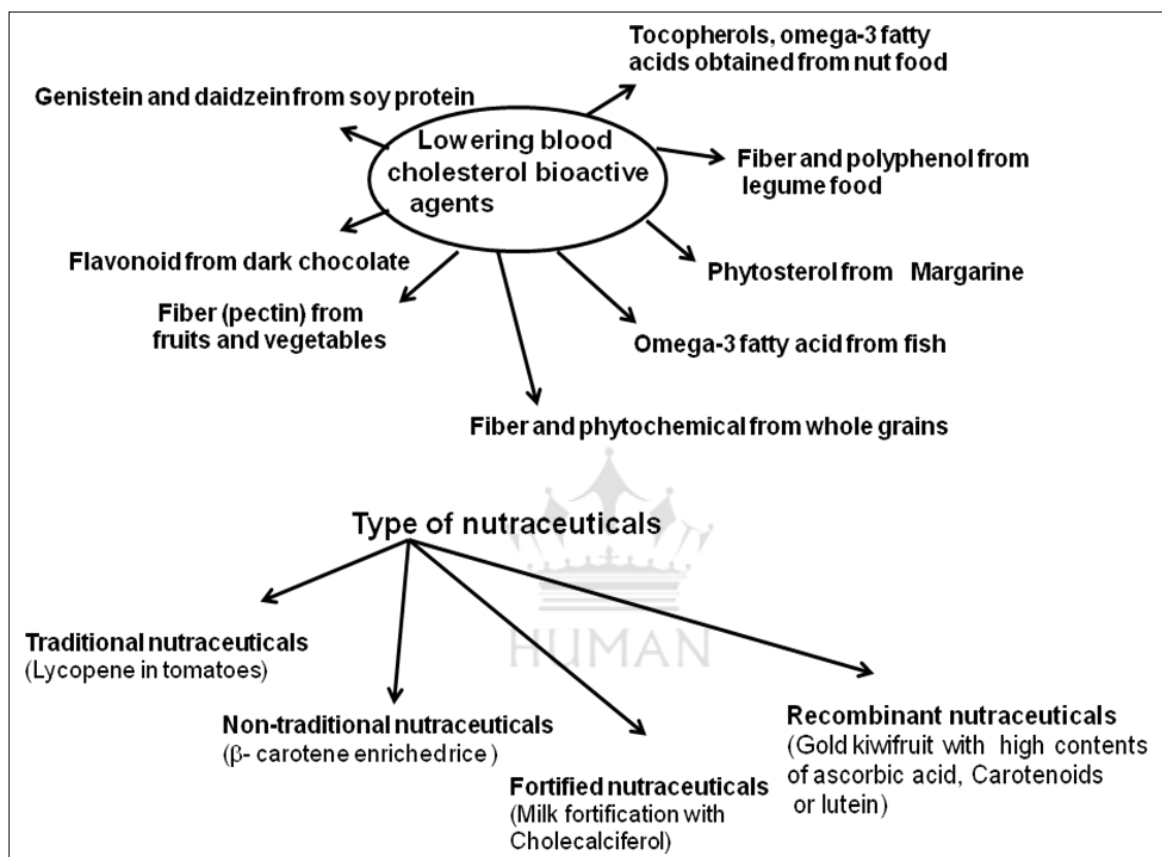 Tocopherols, omega-3 fatty
acids obtained from nut food
Genistein and daidzein from soy protein
Lowering blood
cholesterol bioactive
agents
Fiber and polyphenol from
legume food
Flavonoid from dark chocolate
Phytosterol from Margarine
Fiber (pectin) from
fruits and vegetables
Omega-3 fatty acid from fish
Fiber and phytochemical from whole grains
Type of nutraceuticals
HUMAN
Traditional nutraceuticals
(Lycopene in tomatoes)
Non-traditional nutraceuticals
(β- carotene enriched rice )
Fortified nutraceuticals
(Milk fortification with
Cholecalciferol)
Recombinant nutraceuticals
(Gold kiwifruit with high contents
of ascorbic acid, Carotenoids
or lutein)